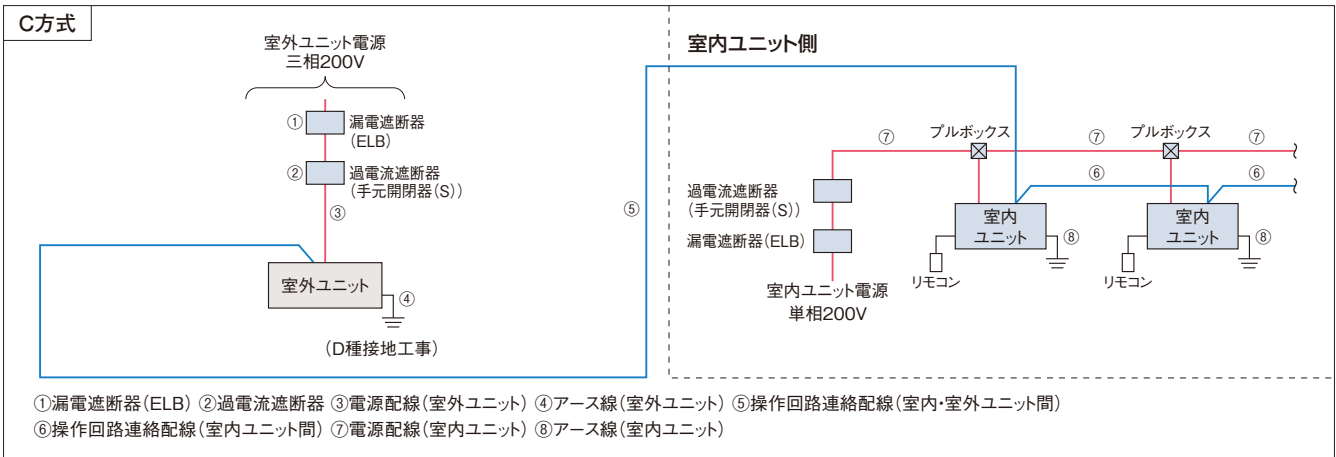 C方式
室外ユニット電源
三相200V
①
漏電遮断器
(ELB)
②
過電流遮断器
(手元開閉器(S))
③
室外ユニット
④
(D種接地工事)
⑤
室内ユニット側
⑦
プルボックス
⑦
プルボックス
⑦
過電流遮断器
(手元開閉器(S))
漏電遮断器(ELB)
室内ユニット電源
単相200V
⑥
⑥
室内
ユニット
⑧
リモコン
室内
ユニット
⑧
リモコン
①漏電遮断器(ELB) ②過電流遮断器 ③電源配線(室外ユニット) ④アース線(室外ユニット) ⑤操作回路連絡配線(室内・室外ユニット間)
⑥操作回路連絡配線(室内ユニット間) ⑦電源配線(室内ユニット) ⑧アース線(室内ユニット)